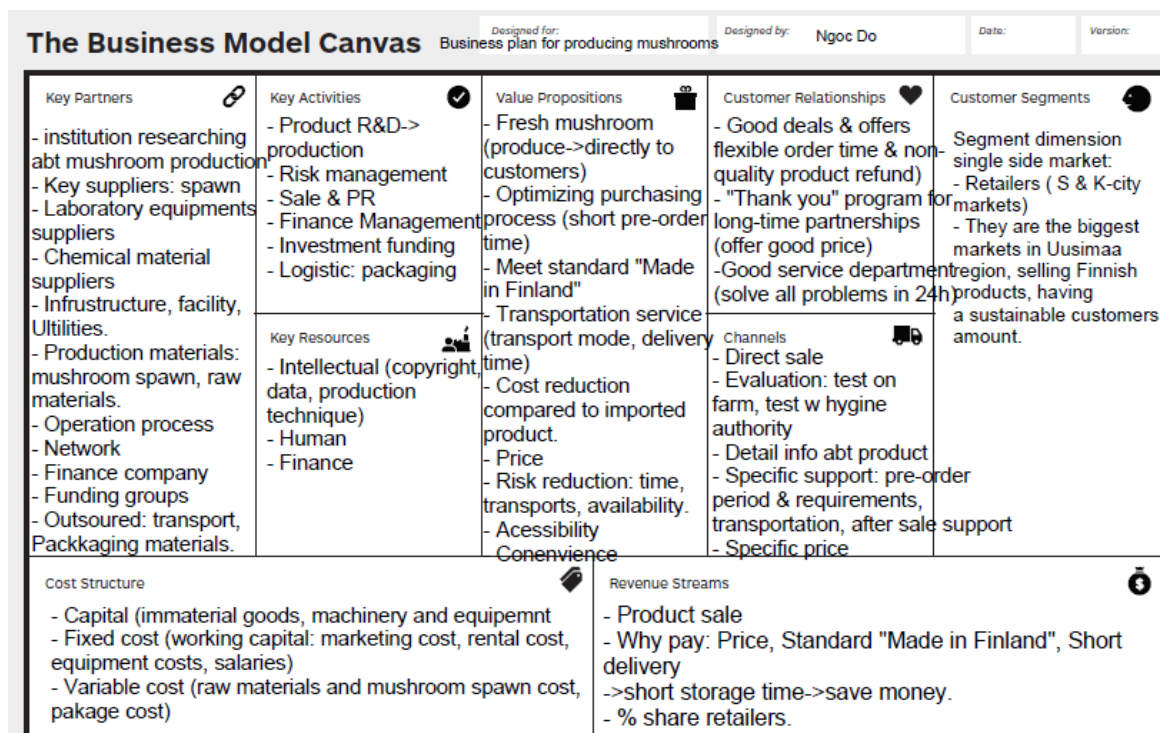 The Business Model Canvas
Designed for:
Business plan for producing mushrooms
Designed by:
Ngoc Do
Date:
Version:
Key Partners
- institution researching
abt mushroom production
- Key suppliers: spawn
- Laboratory equipments
suppliers
- Chemical material
suppliers
- Infrustructure, facility,
Ultilities.
- Production materials:
mushroom spawn, raw
materials.
- Operation process
- Network
- Finance company
- Funding groups
- Outsoured: transport,
Packkaging materials.
Key Activities
- Product R&D->
production
- Risk management
- Sale & PR
- Finance Management
- Investment funding
- Logistic: packaging
Key Resources
- Intellectual (copyright,
data, production
technique)
- Human
- Finance
Value Propositions
- Fresh mushroom
(produce->directly to
customers)
- Optimizing purchasing
process (short pre-order
time)
- Meet standard "Made
in Finland"
- Transportation service
(transport mode, delivery
time)
- Cost reduction
compared to imported
product.
- Price
- Risk reduction: time,
transports, availability.
- Acessibility
- Conenvience
Customer Relationships
- Good deals & offers
flexible order time & non-
quality product refund)
- "Thank you" program for
long-time partnerships
(offer good price)
-Good service department
(solve all problems in 24h)
Channels
- Direct sale
- Evaluation: test on
farm, test w hygine
authority
- Detail info abt product
- Specific support: pre-order
period & requirements,
transportation, after sale support
- Specific price
Customer Segments
Segment dimension
single side market:
- Retailers ( S & K-city
markets)
- They are the biggest
markets in Uusimaa
region, selling Finnish
products, having
a sustainable customers
amount.
Cost Structure
- Capital (immaterial goods, machinery and equipemnt
- Fixed cost (working capital: marketing cost, rental cost,
equipment costs, salaries)
- Variable cost (raw materials and mushroom spawn cost,
pakage cost)
Revenue Streams
- Product sale
- Why pay: Price, Standard "Made in Finland", Short
delivery
->short storage time->save money.
- % share retailers.